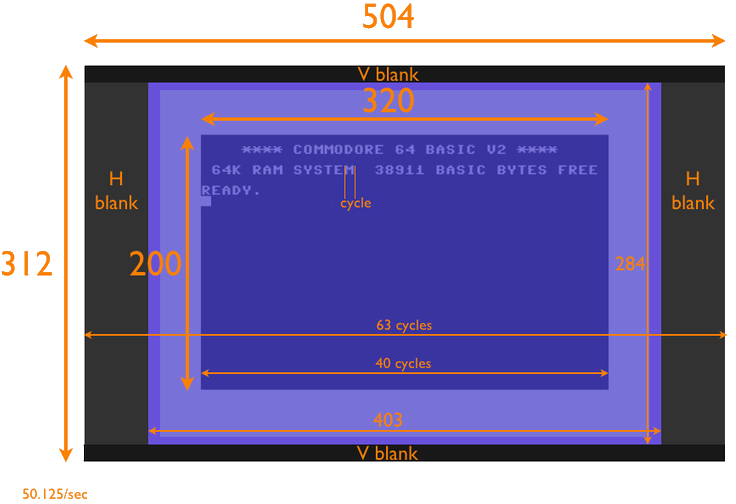 504
V blank
320
**** COMMODORE 64 BASIC V2 ****
64K RAM SYSTEM  38911 BASIC BYTES FREE
READY.
cycle
H
blank
H
blank
312
200
284
63 cycles
40 cycles
403
V blank
50.125/sec